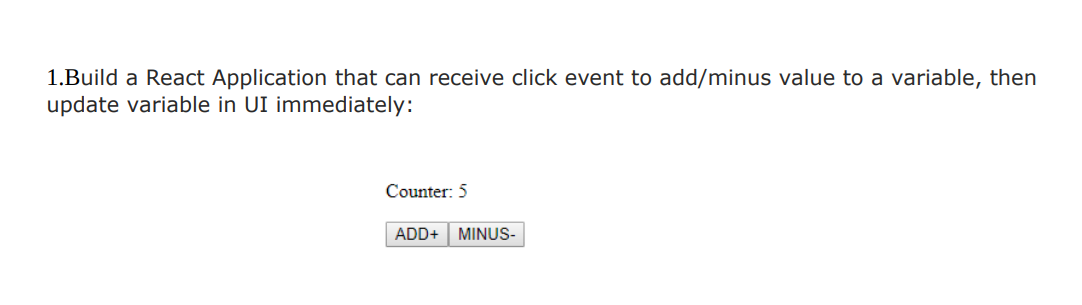 1.Build a React Application that can receive click event to add/minus value to a variable, then
update variable in UI immediately:
Counter: 5
ADD+ MINUS-